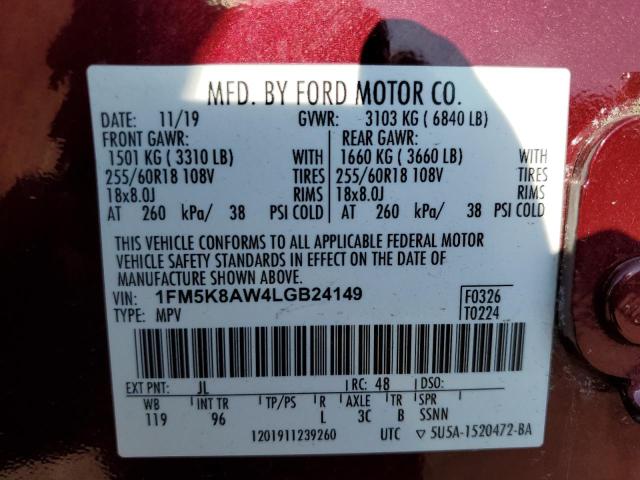 MFD. BY FORD MOTOR CO.
DATE: 11/19 GVWR: 3103 KG ( 6840 LB)
FRONT GAWR: REAR GAWR:
1501 KG ( 3310 LB) WITH 1660 KG ( 3660 LB) WITH
255/60R18 108V TIRES 255/60R18 108V TIRES
18x8.0J RIMS 18x8.0J RIMS
AT 260 kPa/ 38 PSI COLD AT 260 kPa/ 38 PSI COLD
THIS VEHICLE CONFORMS TO ALL APPLICABLE FEDERAL MOTOR
VEHICLE SAFETY STANDARDS IN EFFECT ON THE DATE OF
MANUFACTURE SHOWN ABOVE.
VIN: 1FM5K8AW4LGB24149 F0326
TYPE: MPV T0224
EXT PNT: JL RC: 48 DSO:
WB INT TR TP/PS R AXLE TR SPR
119 96 L 3C B SSNN
1201911239260 UTC ▽ 5U5A-1520472-BA